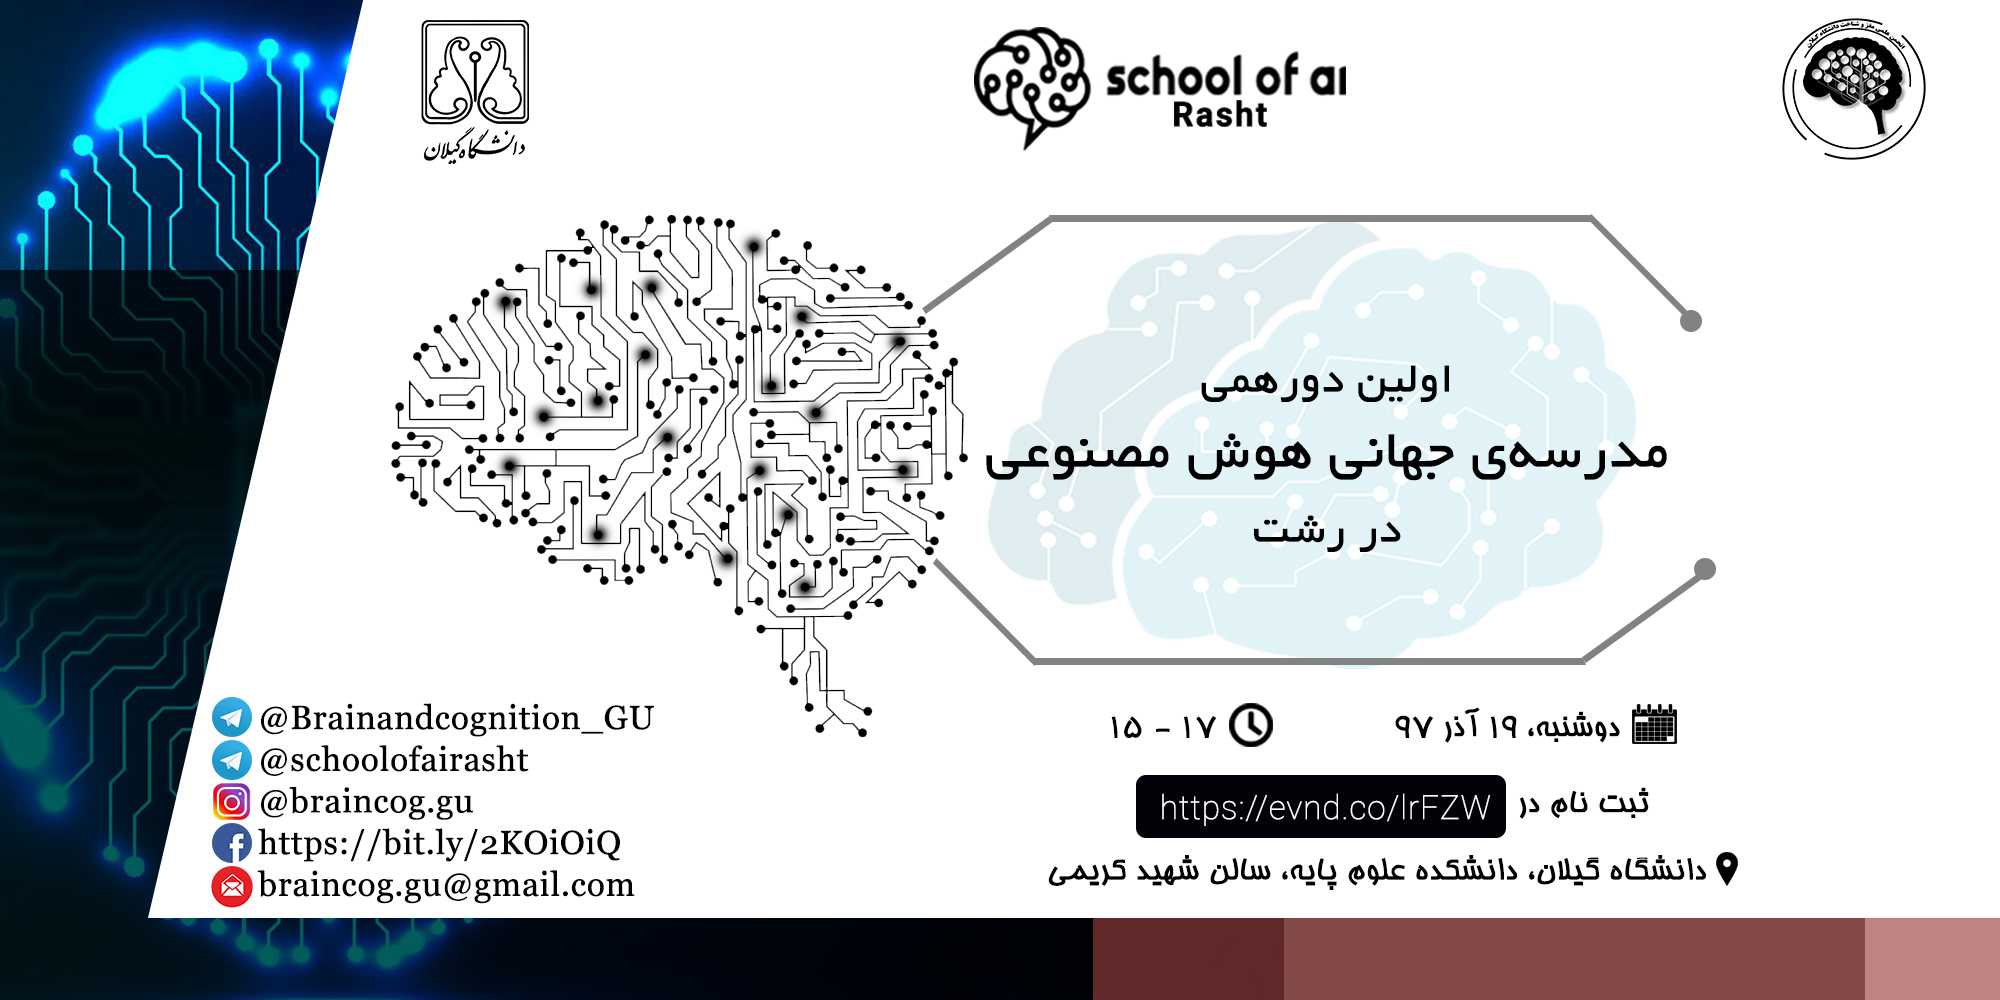 انجمن علمی مغز و شناخت دانشگاه گیلان
school of ai
Rasht
دانشگاه گیلان
اولین دورهمی
مدرسه‌ی جهانی هوش مصنوعی
در رشت
دوشنبه، ۱۹ آذر ۹۷
۱۵ - ۱۷
ثبت نام در https://evnd.co/lrFZW
دانشگاه گیلان، دانشکده علوم پایه، سالن شهید کریمی
@Brainandcognition_GU
@schoolofairasht
@braincog.gu
https://bit.ly/2KOiOiQ
braincog.gu@gmail.com